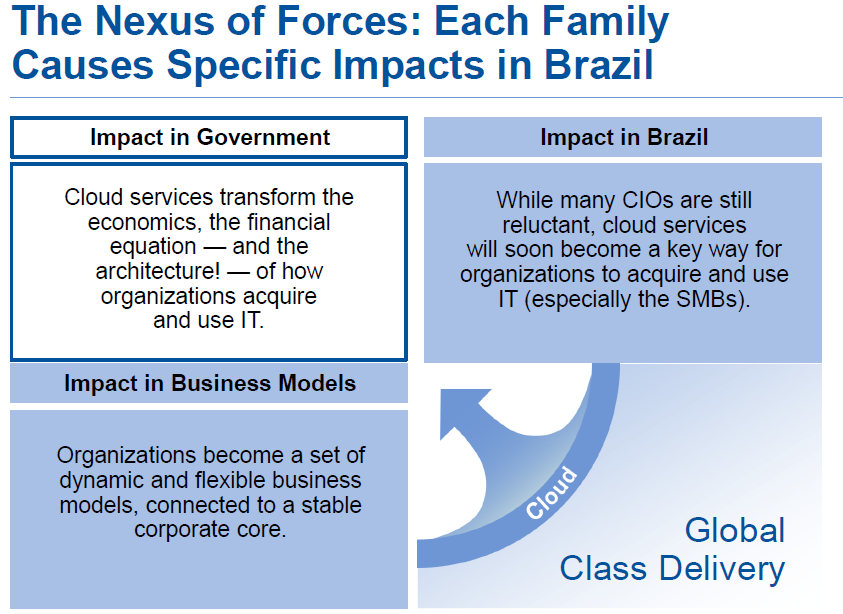 The Nexus of Forces: Each Family
Causes Specific Impacts in Brazil
Impact in Government
Cloud services transform the
economics, the financial
equation — and the
architecture! — of how
organizations acquire
and use IT.
Impact in Brazil
While many CIOs are still
reluctant, cloud services
will soon become a key way for
organizations to acquire and use
IT (especially the SMBs).
Impact in Business Models
Organizations become a set of
dynamic and flexible business
models, connected to a stable
corporate core.
Cloud
Global
Class Delivery